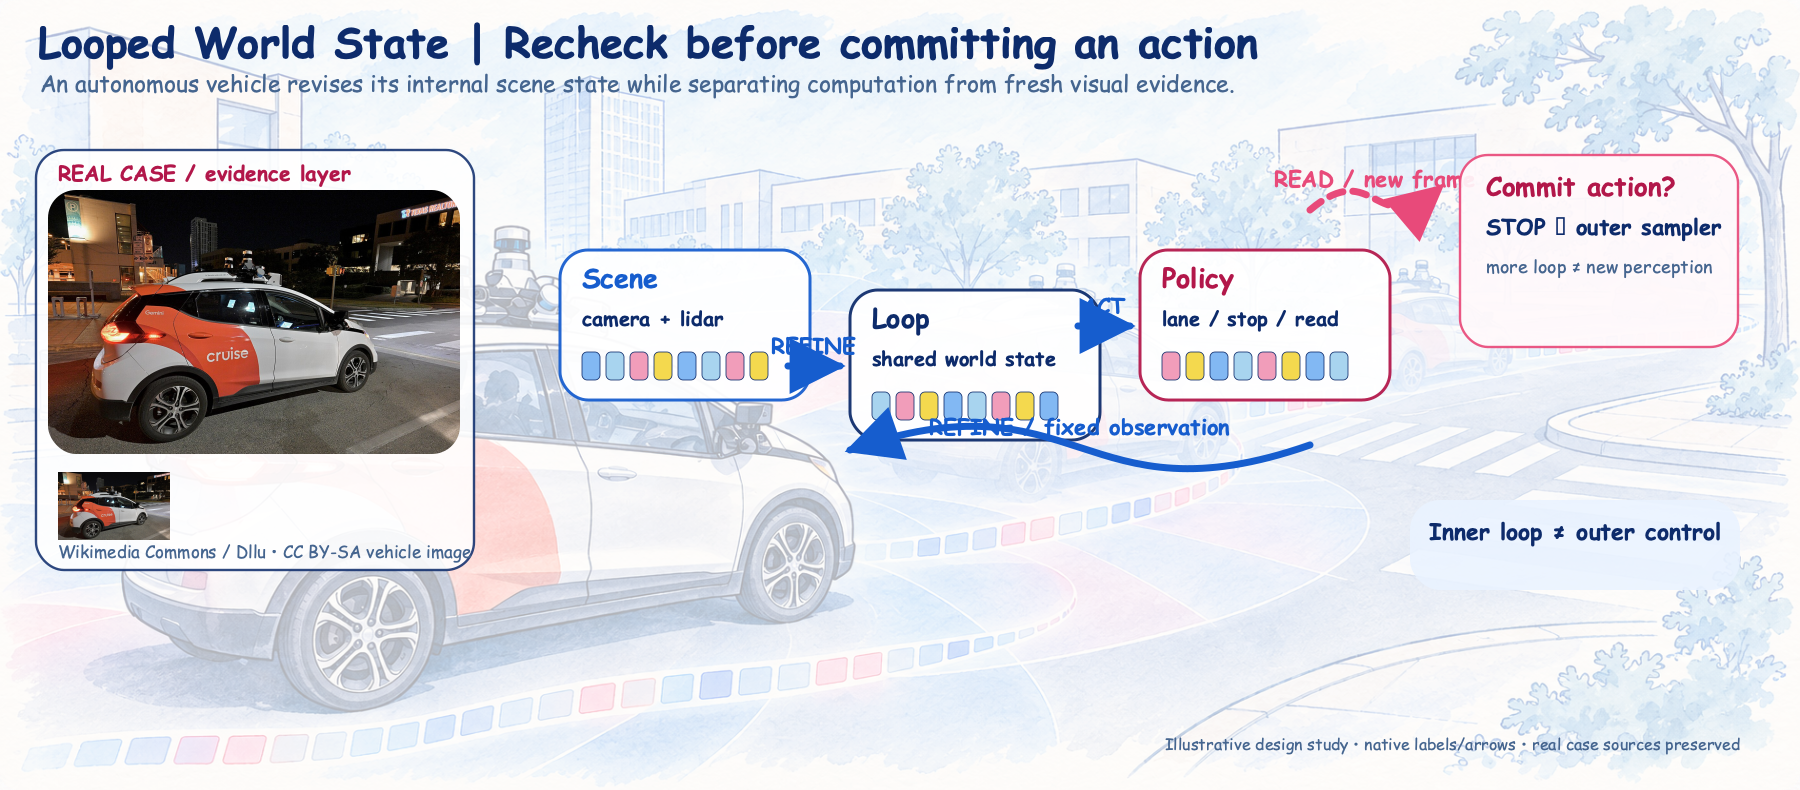 Looped World State | Recheck before committing an action
An autonomous vehicle revises its internal scene state while separating computation from fresh visual evidence.
REAL CASE / evidence layer
Gemini
cruise
Wikimedia Commons / Dllu • CC BY-SA vehicle image
Scene
camera + lidar
REFINE
Loop
shared world state
REFINE / fixed observation
Policy
lane / stop / read
READ / new frame
Commit action?
STOP outer sampler
more loop ≠ new perception
Inner loop ≠ outer control
Illustrative design study • native labels/arrows • real case sources preserved